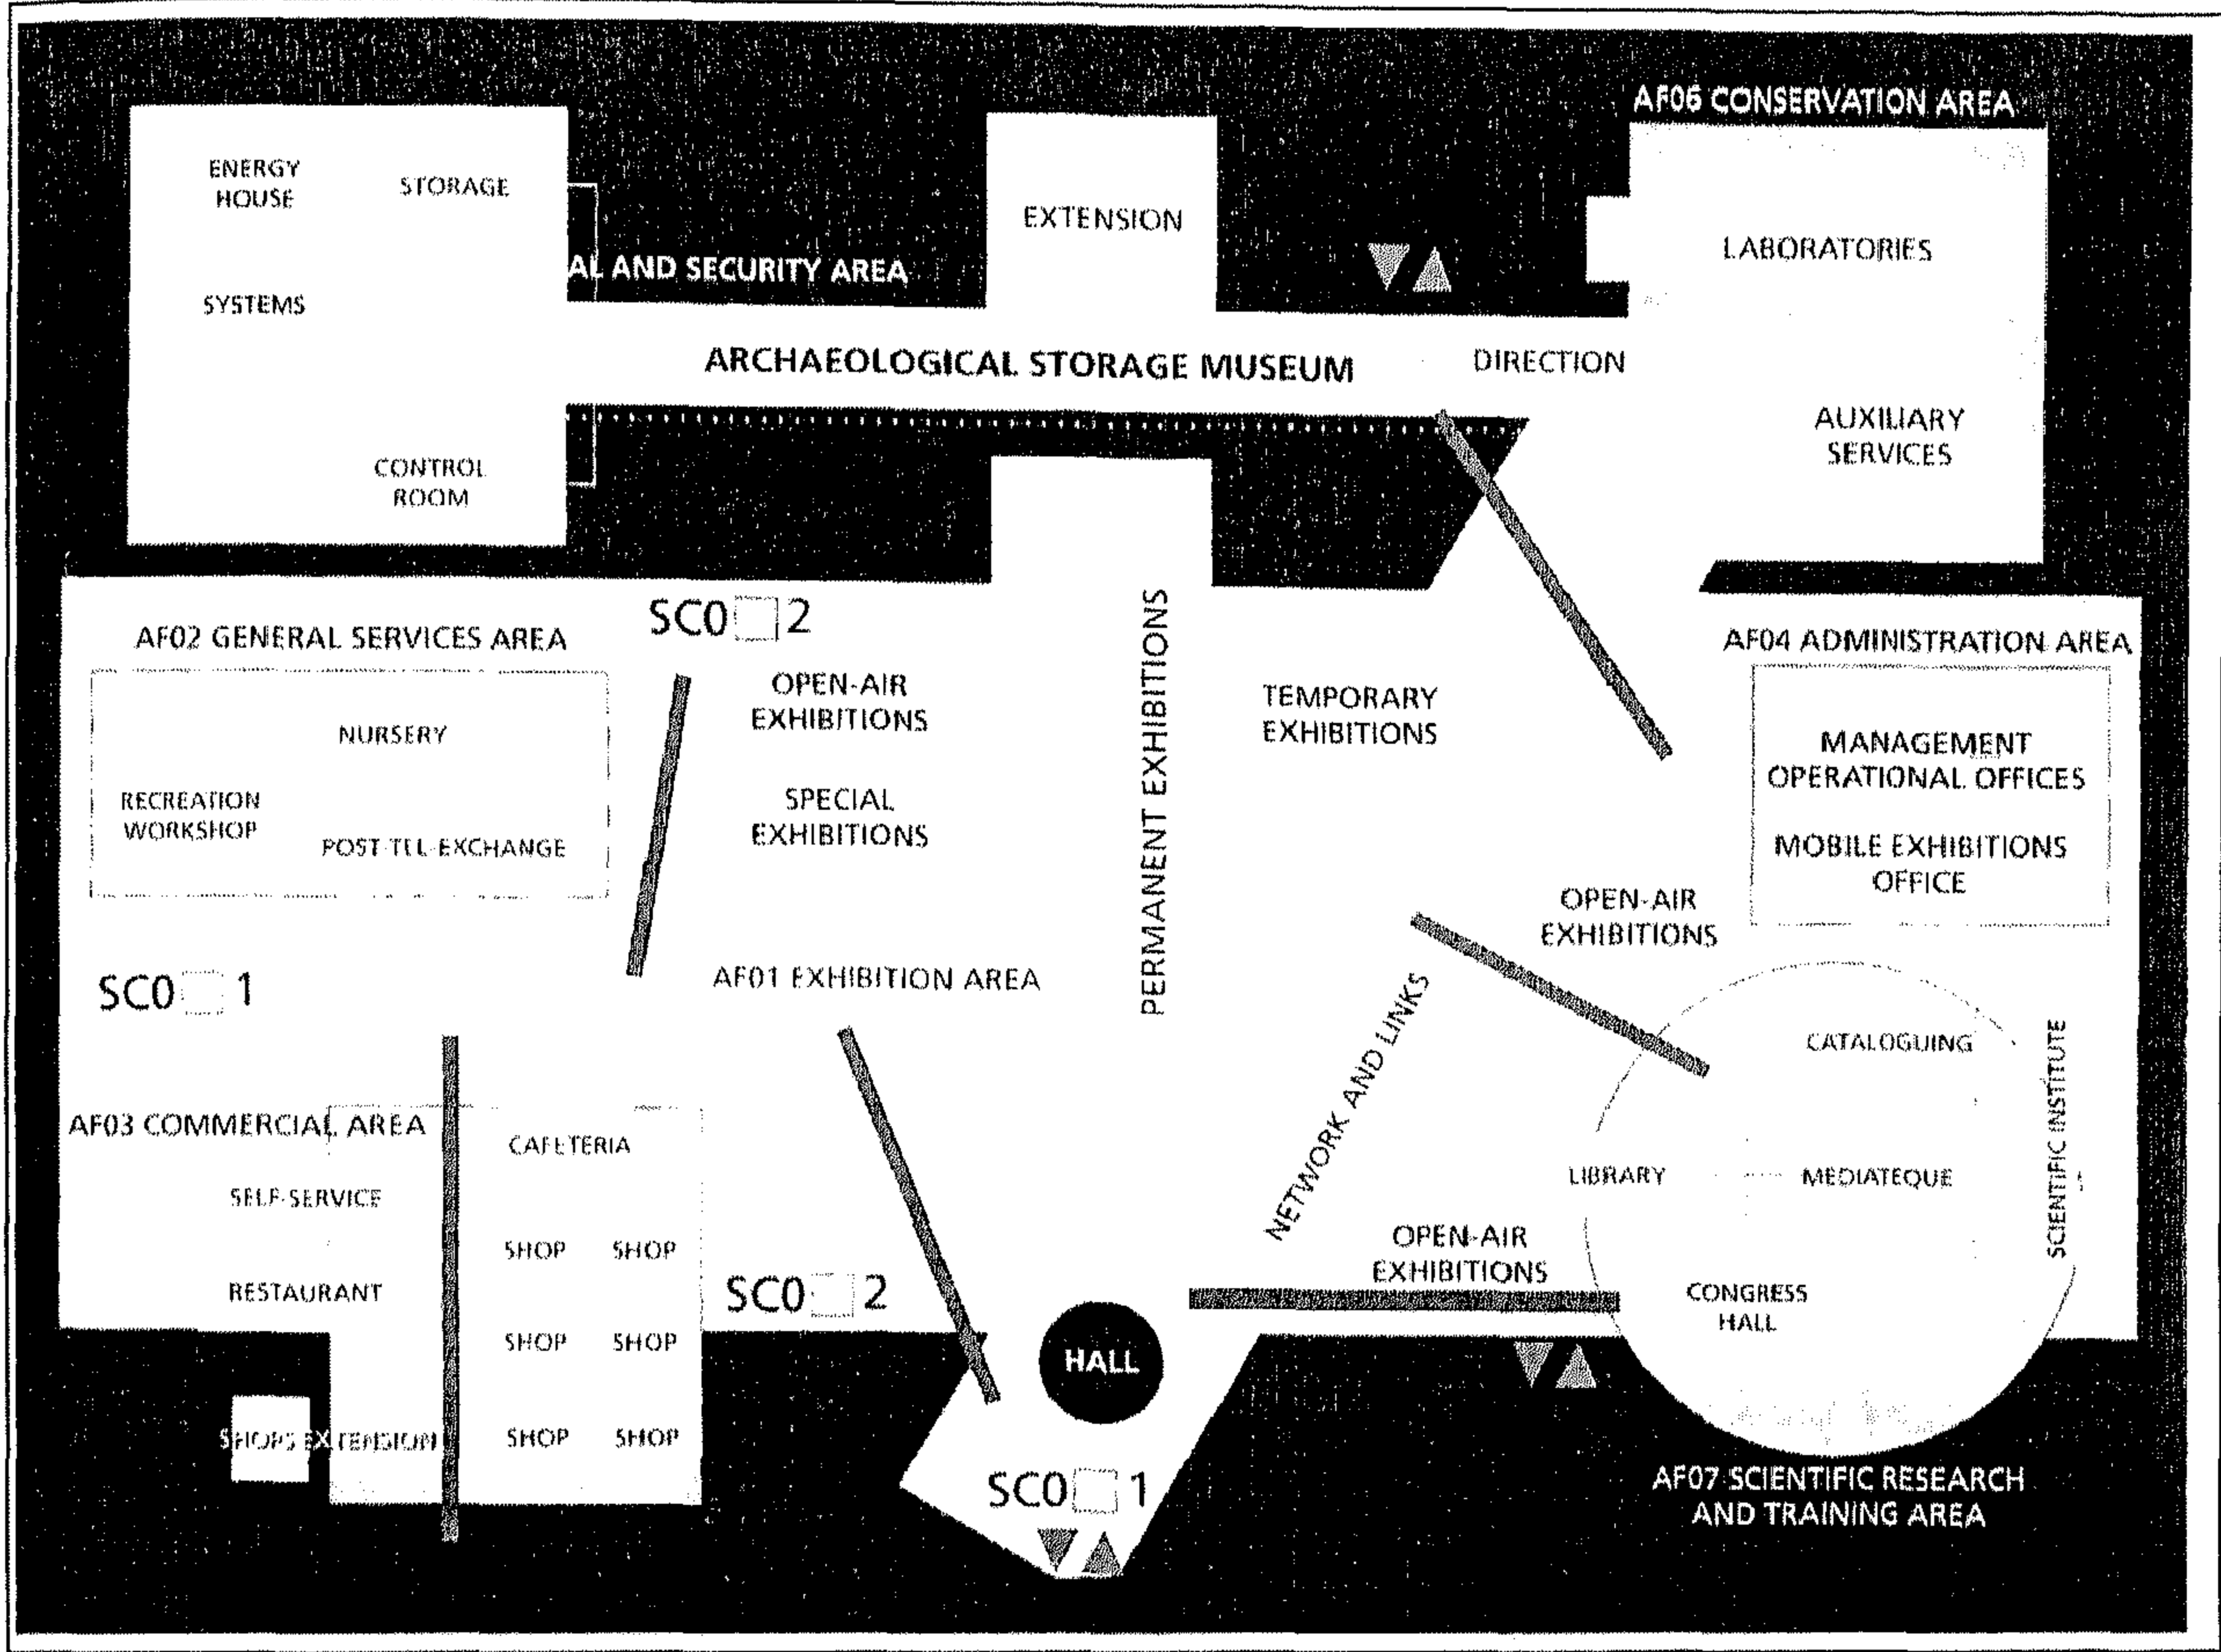 AF06 CONSERVATION AREA
ENERGY
HOUSE
STORAGE
SYSTEMS
CONTROL
ROOM
AL AND SECURITY AREA
EXTENSION
LABORATORIES
ARCHAEOLOGICAL STORAGE MUSEUM
DIRECTION
AUXILIARY
SERVICES
AF02 GENERAL SERVICES AREA
NURSERY
RECREATION
WORKSHOP
POST-TEL-EXCHANGE
SC0 2
OPEN-AIR
EXHIBITIONS
SPECIAL
EXHIBITIONS
AF01 EXHIBITION AREA
PERMANENT EXHIBITIONS
TEMPORARY
EXHIBITIONS
AF04 ADMINISTRATION AREA
MANAGEMENT
OPERATIONAL OFFICES
MOBILE EXHIBITIONS
OFFICE
OPEN-AIR
EXHIBITIONS
SC0 1
AF03 COMMERCIAL AREA
SELF-SERVICE
RESTAURANT
CAFETERIA
SHOP SHOP
SHOP SHOP
SHOP SHOP
SHOPS EXTENSION
SC0 2
HALL
SC0 1
NETWORK AND LINKS
OPEN-AIR
EXHIBITIONS
CATALOGUING
LIBRARY
MEDIATEQUE
CONGRESS
HALL
SCIENTIFIC INSTITUTE
AF07 SCIENTIFIC RESEARCH
AND TRAINING AREA